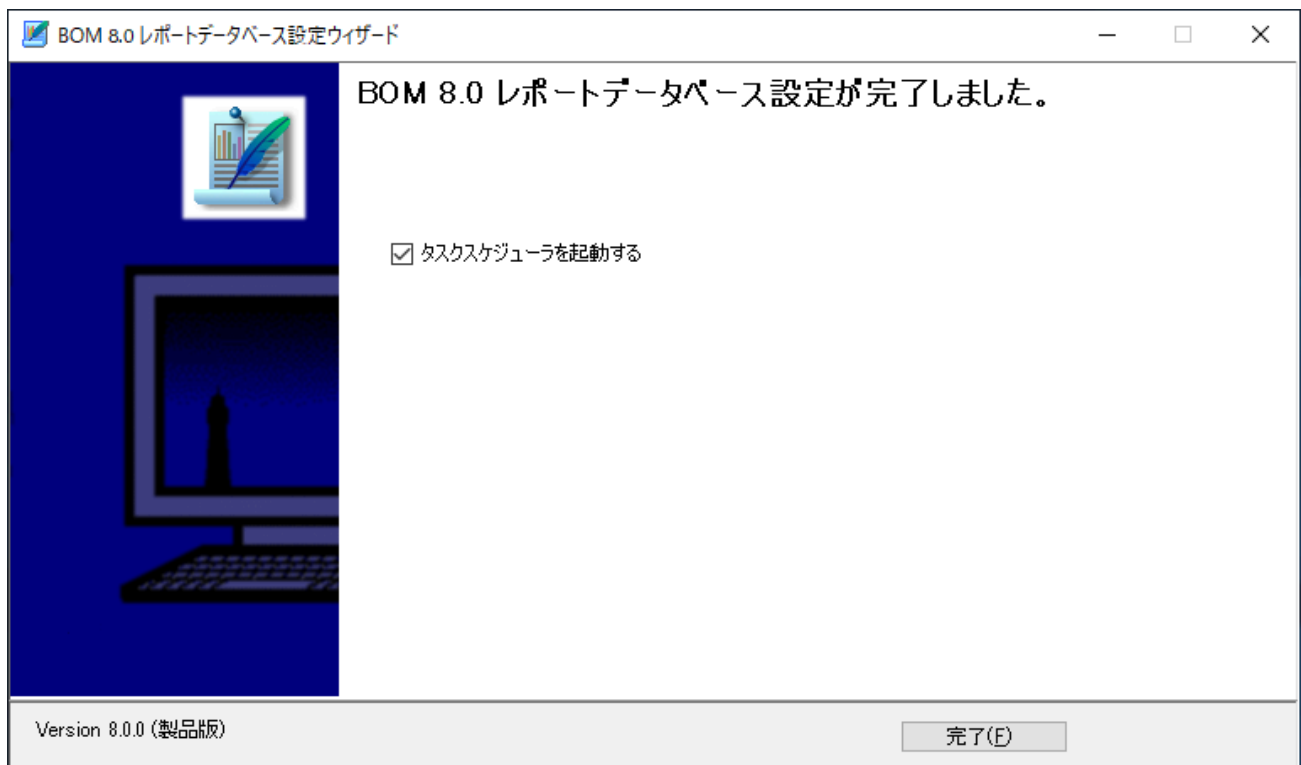 BOM 8.0 レポートデータベース設定ウィザード
BOM 8.0 レポートデータベース設定が完了しました。
タスクスケジューラを起動する
Version 8.0.0 (製品版)
完了(F)